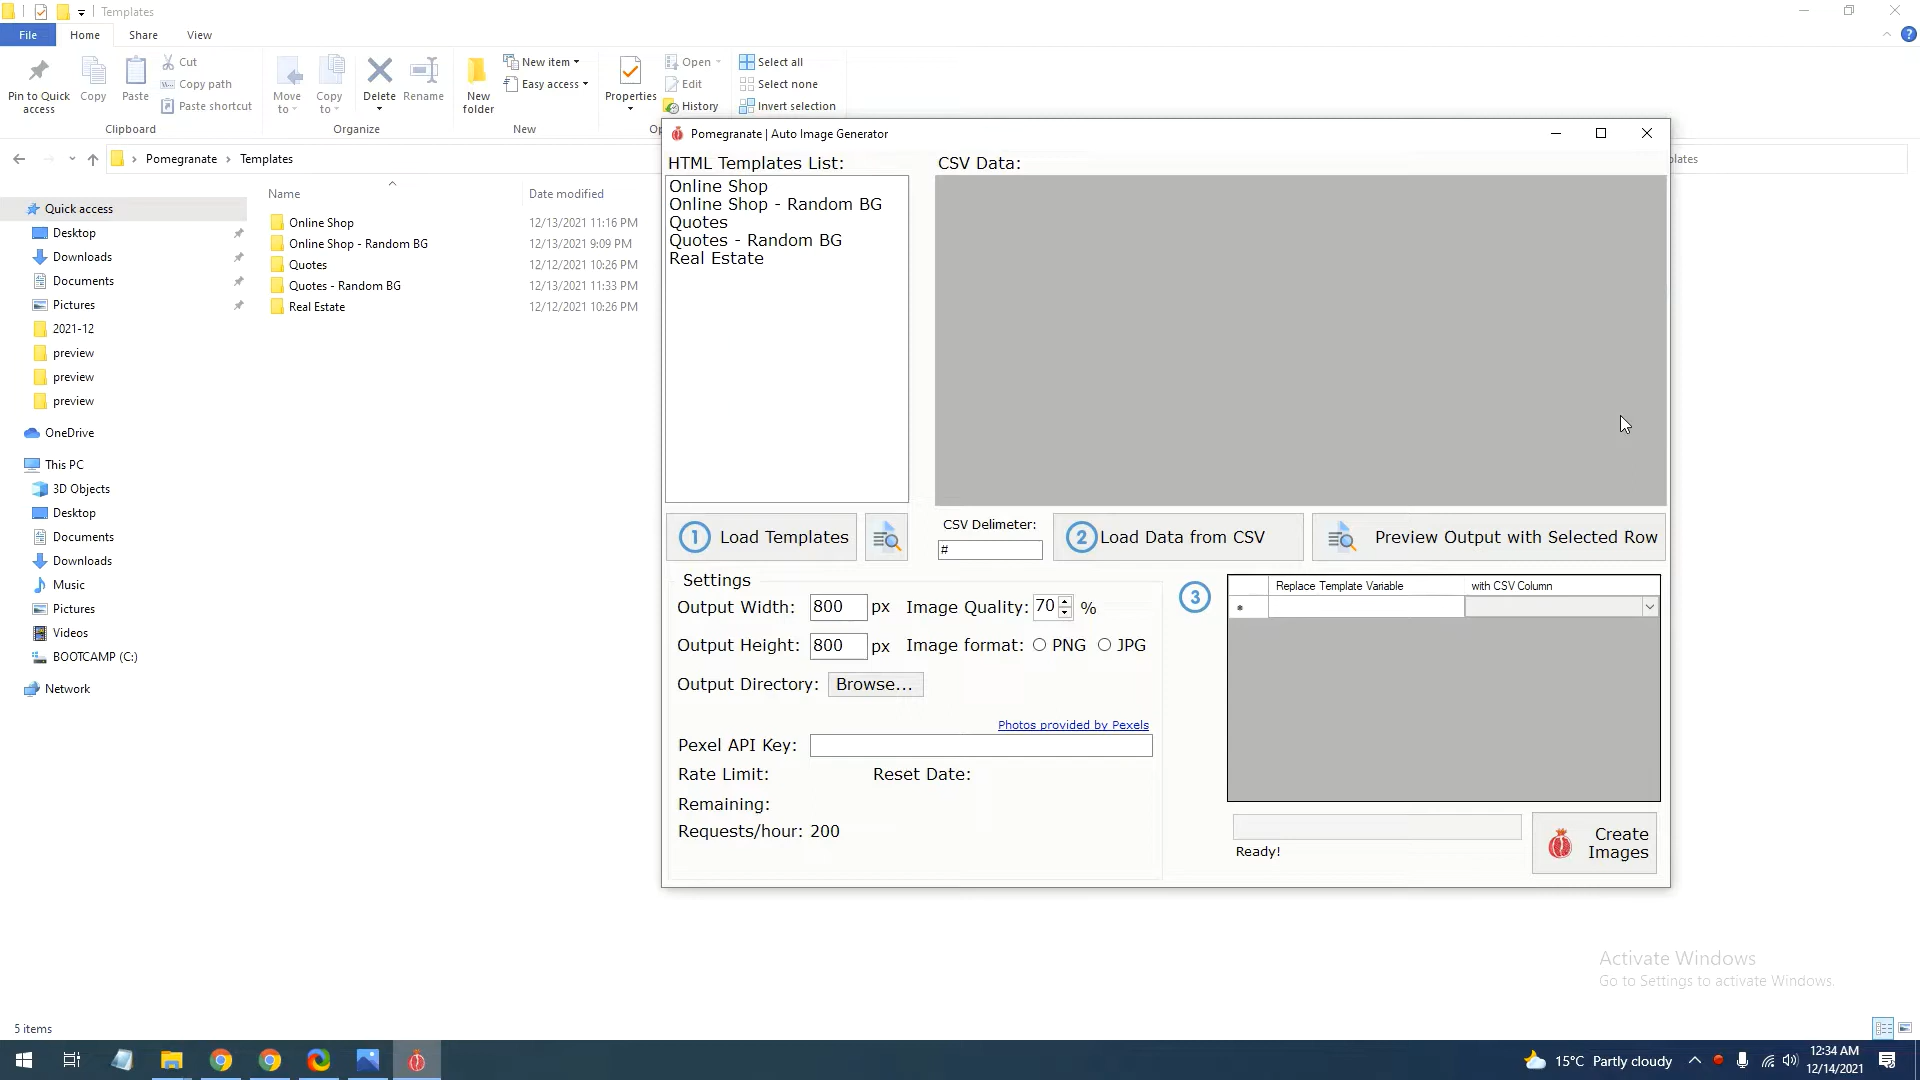 Templates
File
Home
Share
View
Pin to Quick access
Copy
Paste
Cut
Copy path
Paste shortcut
Clipboard
Move to
Copy to
Delete
Rename
Organize
New folder
New item
Easy access
New
Properties
Open
Edit
History
Op
Select all
Select none
Invert selection
Pomegranate
Templates
plates
Name
Date modified
Quick access
Desktop
Downloads
Documents
Pictures
2021-12
preview
preview
preview
OneDrive
This PC
3D Objects
Desktop
Documents
Downloads
Music
Pictures
Videos
BOOTCAMP (C:)
Network
Online Shop 12/13/2021 11:16 PM
Online Shop - Random BG 12/13/2021 9:09 PM
Quotes 12/12/2021 10:26 PM
Quotes - Random BG 12/13/2021 11:33 PM
Real Estate 12/12/2021 10:26 PM
Pomegranate | Auto Image Generator
HTML Templates List:
CSV Data:
Online Shop
Online Shop - Random BG
Quotes
Quotes - Random BG
Real Estate
1 Load Templates
CSV Delimeter:
#
2 Load Data from CSV
Preview Output with Selected Row
Settings
Output Width: 800 px Image Quality: 70 %
Output Height: 800 px Image format: PNG JPG
Output Directory: Browse...
Photos provided by Pexels
Pexel API Key:
Rate Limit: Reset Date:
Remaining:
Requests/hour: 200
3
Replace Template Variable with CSV Column
*
Ready!
Create Images
Activate Windows
Go to Settings to activate Windows.
5 items
15°C Partly cloudy
12:34 AM
12/14/2021